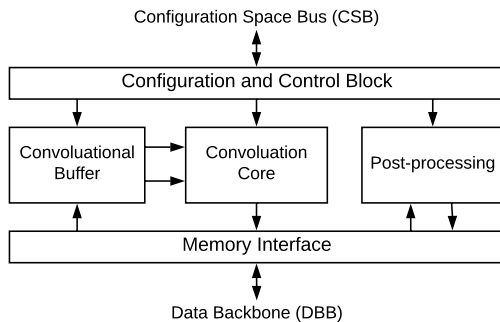 Configuration Space Bus (CSB)
Configuration and Control Block
Convoluational
Buffer
Convoluation
Core
Post-processing
Memory Interface
Data Backbone (DBB)